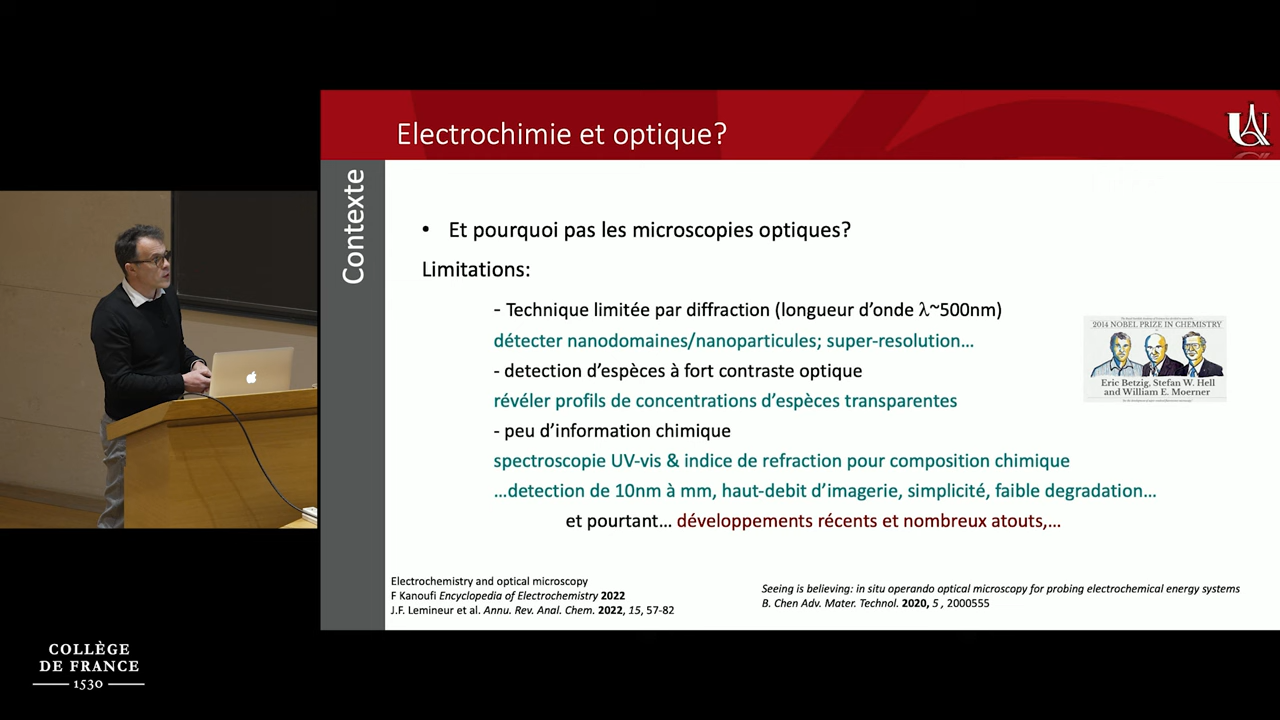 Electrochimie et optique?
Contexte
• Et pourquoi pas les microscopies optiques?
Limitations:
- Technique limitée par diffraction (longueur d'onde λ~500nm)
détecter nanodomaines/nanoparticules; super-resolution…
- detection d'espèces à fort contraste optique
révéler profils de concentrations d'espèces transparentes
- peu d'information chimique
spectroscopie UV-vis & indice de refraction pour composition chimique
…detection de 10nm à mm, haut-debit d'imagerie, simplicité, faible degradation…
et pourtant… développements récents et nombreux atouts,…
2014 NOBEL PRIZE IN CHEMISTRY
Eric Betzig, Stefan W. Hell
and William E. Moerner
Electrochemistry and optical microscopy
F Kanoufi Encyclopedia of Electrochemistry 2022
J.F. Lemineur et al. Annu. Rev. Anal. Chem. 2022, 15, 57-82
Seeing is believing: in situ operando optical microscopy for probing electrochemical energy systems
B. Chen Adv. Mater. Technol. 2020, 5 , 2000555
COLLÈGE
DE FRANCE
1530